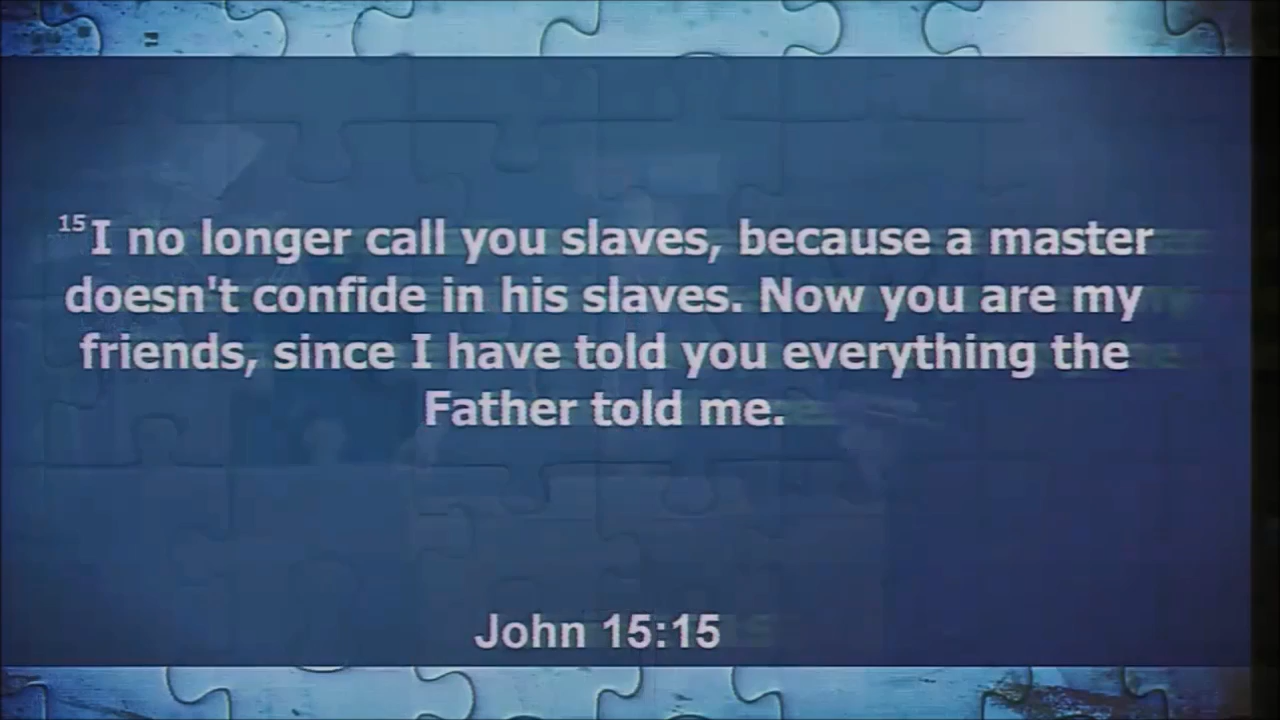 15I no longer call you slaves, because a master
doesn't confide in his slaves. Now you are my
friends, since I have told you everything the
Father told me.
John 15:15